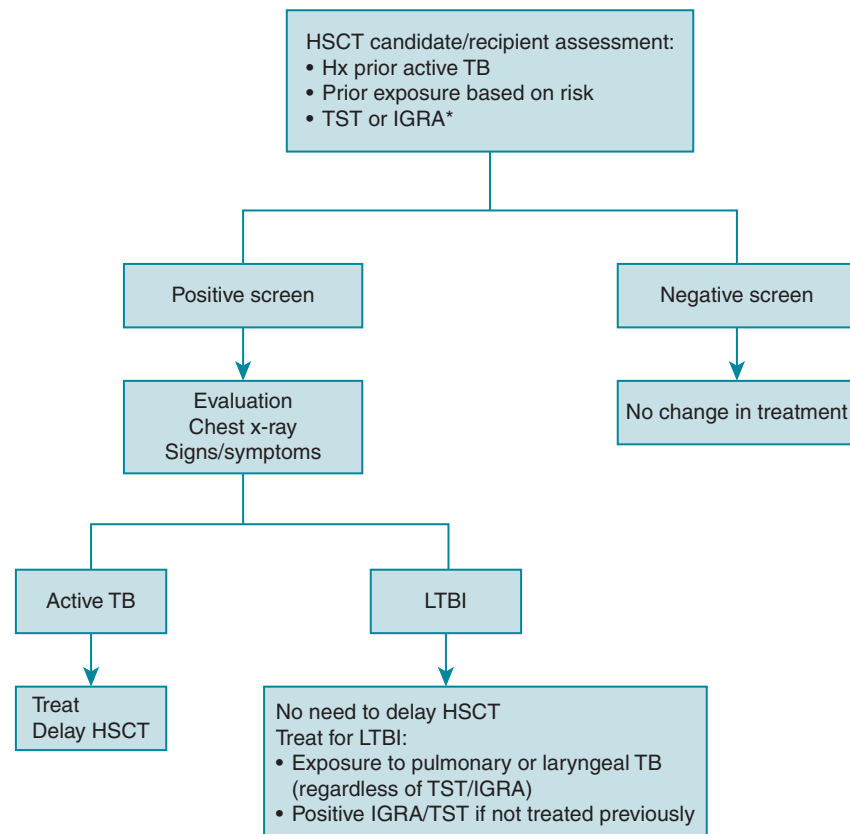 HSCT candidate/recipient assessment:
• Hx prior active TB
• Prior exposure based on risk
• TST or IGRA*
Positive screen
Negative screen
Evaluation
Chest x-ray
Signs/symptoms
No change in treatment
Active TB
LTBI
Treat
Delay HSCT
No need to delay HSCT
Treat for LTBI:
• Exposure to pulmonary or laryngeal TB
(regardless of TST/IGRA)
• Positive IGRA/TST if not treated previously